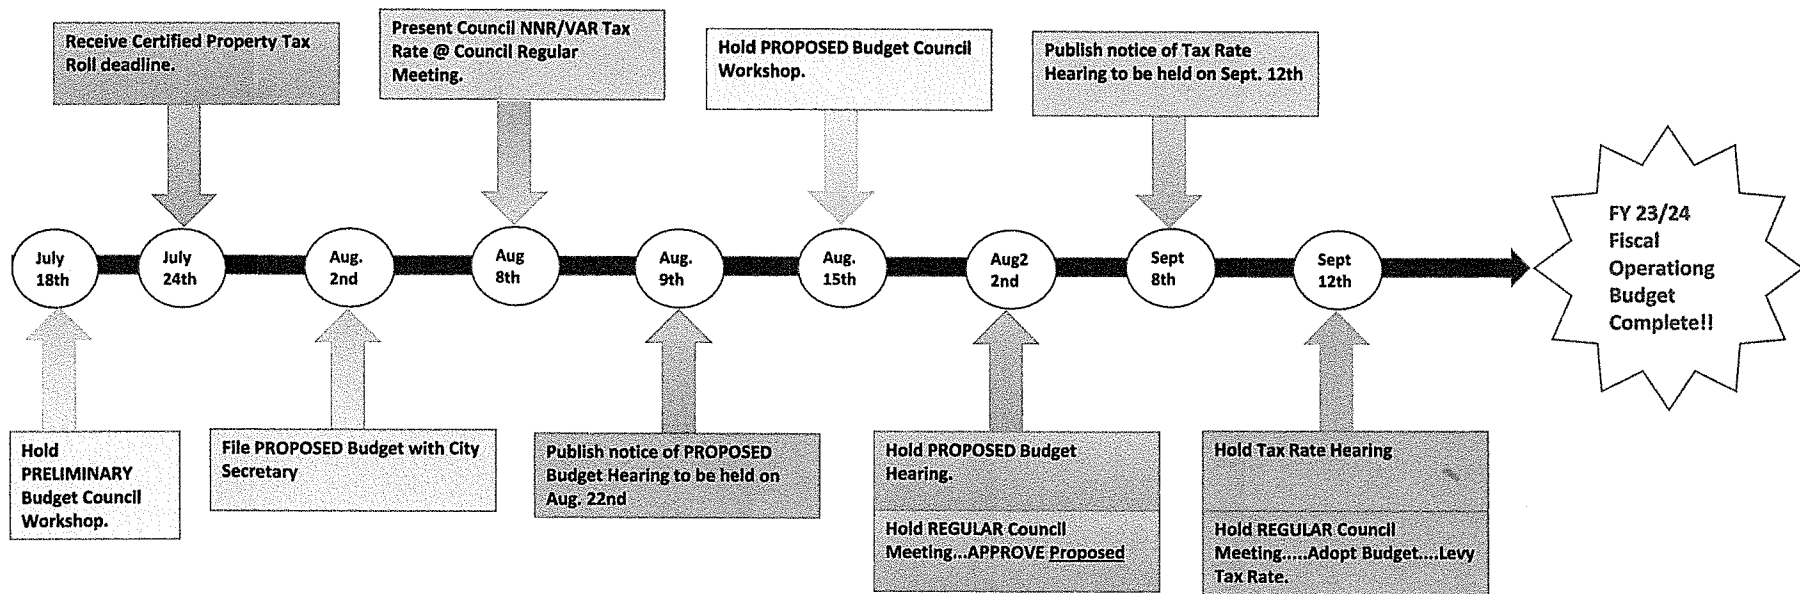 Receive Certified Property Tax
Roll deadline.
Present Council NNR/VAR Tax
Rate @ Council Regular
Meeting.
Hold PROPOSED Budget Council
Workshop.
Publish notice of Tax Rate
Hearing to be held on Sept. 12th
July
18th
July
24th
Aug.
2nd
Aug
8th
Aug.
9th
Aug.
15th
Aug2
2nd
Sept
8th
Sept
12th
FY 23/24
Fiscal
Operationg
Budget
Complete!!
Hold
PRELIMINARY
Budget Council
Workshop.
File PROPOSED Budget with City
Secretary
Publish notice of PROPOSED
Budget Hearing to be held on
Aug. 22nd
Hold PROPOSED Budget
Hearing.
Hold REGULAR Council
Meeting...APPROVE Proposed
Hold Tax Rate Hearing
Hold REGULAR Council
Meeting.....Adopt Budget....Levy
Tax Rate.